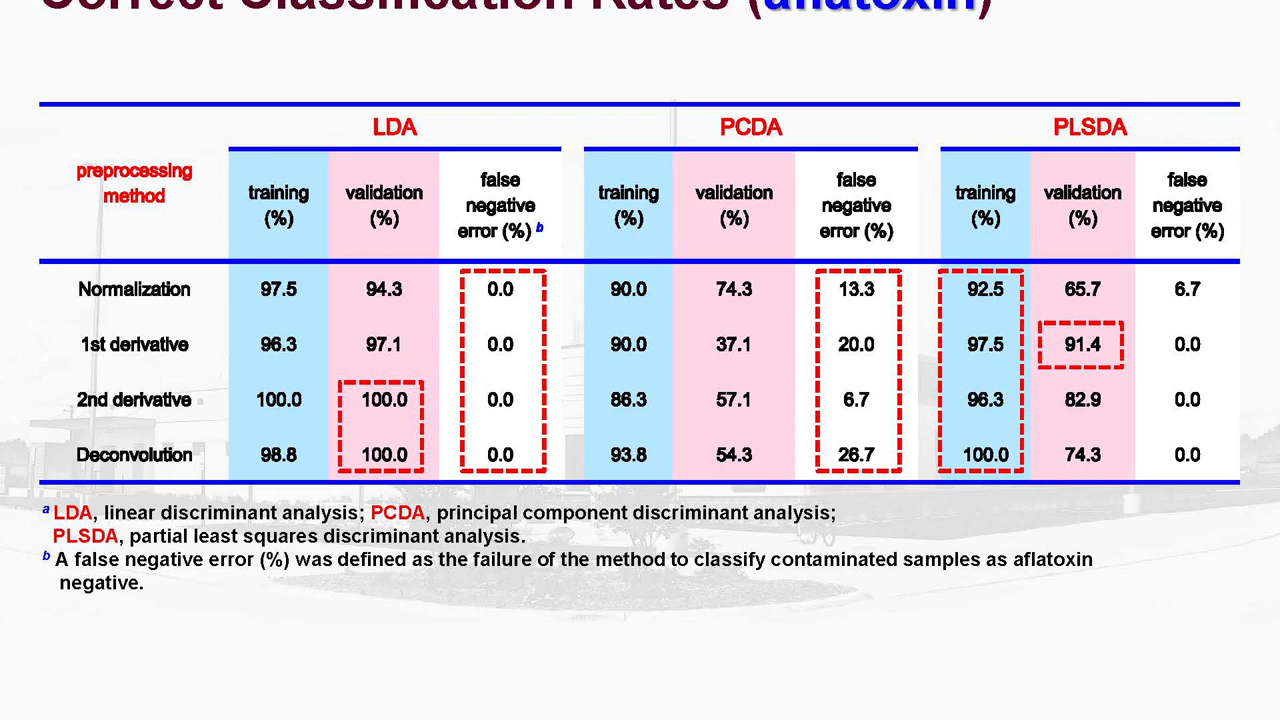 Correct Classification Rates (aflatoxin)
LDA PCDA PLSDA
preprocessing method training (%) validation (%) false negative error (%) b training (%) validation (%) false negative error (%) training (%) validation (%) false negative error (%)
Normalization 97.5 94.3 0.0 90.0 74.3 13.3 92.5 65.7 6.7
1st derivative 96.3 97.1 0.0 90.0 37.1 20.0 97.5 91.4 0.0
2nd derivative 100.0 100.0 0.0 86.3 57.1 6.7 96.3 82.9 0.0
Deconvolution 98.8 100.0 0.0 93.8 54.3 26.7 100.0 74.3 0.0
a LDA, linear discriminant analysis; PCDA, principal component discriminant analysis;
PLSDA, partial least squares discriminant analysis.
b A false negative error (%) was defined as the failure of the method to classify contaminated samples as aflatoxin
negative.